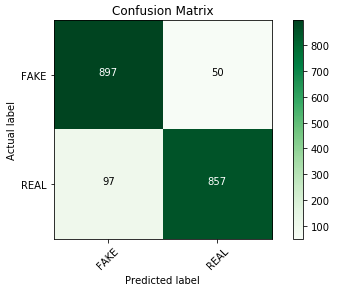 Confusion Matrix
Actual label
FAKE
897
50
REAL
97
857
FAKE
REAL
Predicted label
800
700
600
500
400
300
200
100